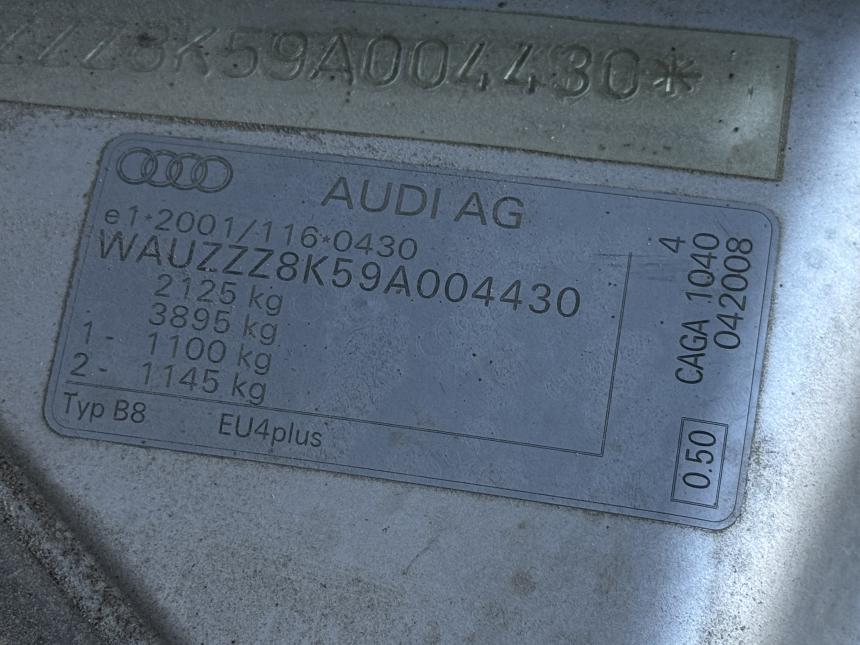 ZZZ8K59A004430*
AUDI AG
e1*2001/116*0430
WAUZZZ8K59A004430
2125 kg
3895 kg
1 - 1100 kg
2 - 1145 kg
Typ B8 EU4plus
4
CAGA 1040
042008
0.50